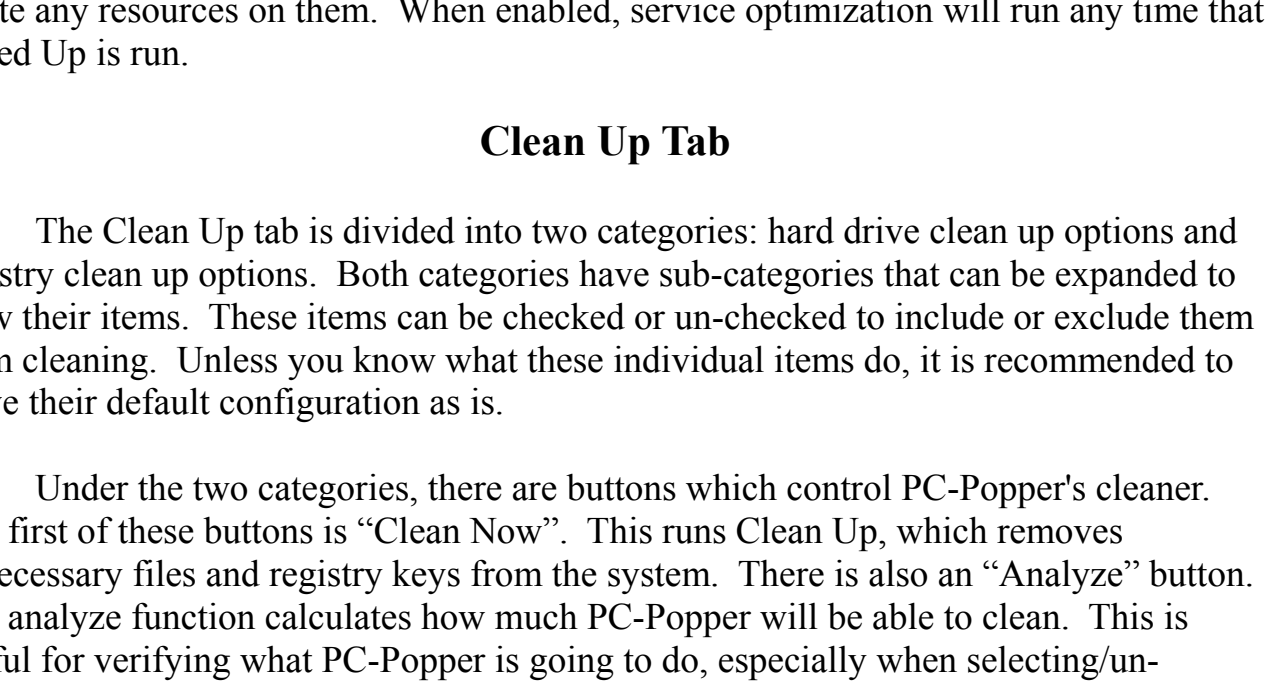 te any resources on them.  When enabled, service optimization will run any time that
ed Up is run.
Clean Up Tab
The Clean Up tab is divided into two categories: hard drive clean up options and
stry clean up options.  Both categories have sub-categories that can be expanded to
w their items.  These items can be checked or un-checked to include or exclude them
m cleaning.  Unless you know what these individual items do, it is recommended to
ve their default configuration as is.
Under the two categories, there are buttons which control PC-Popper's cleaner.
first of these buttons is “Clean Now”.  This runs Clean Up, which removes
ecessary files and registry keys from the system.  There is also an “Analyze” button.
analyze function calculates how much PC-Popper will be able to clean.  This is
ful for verifying what PC-Popper is going to do, especially when selecting/un-